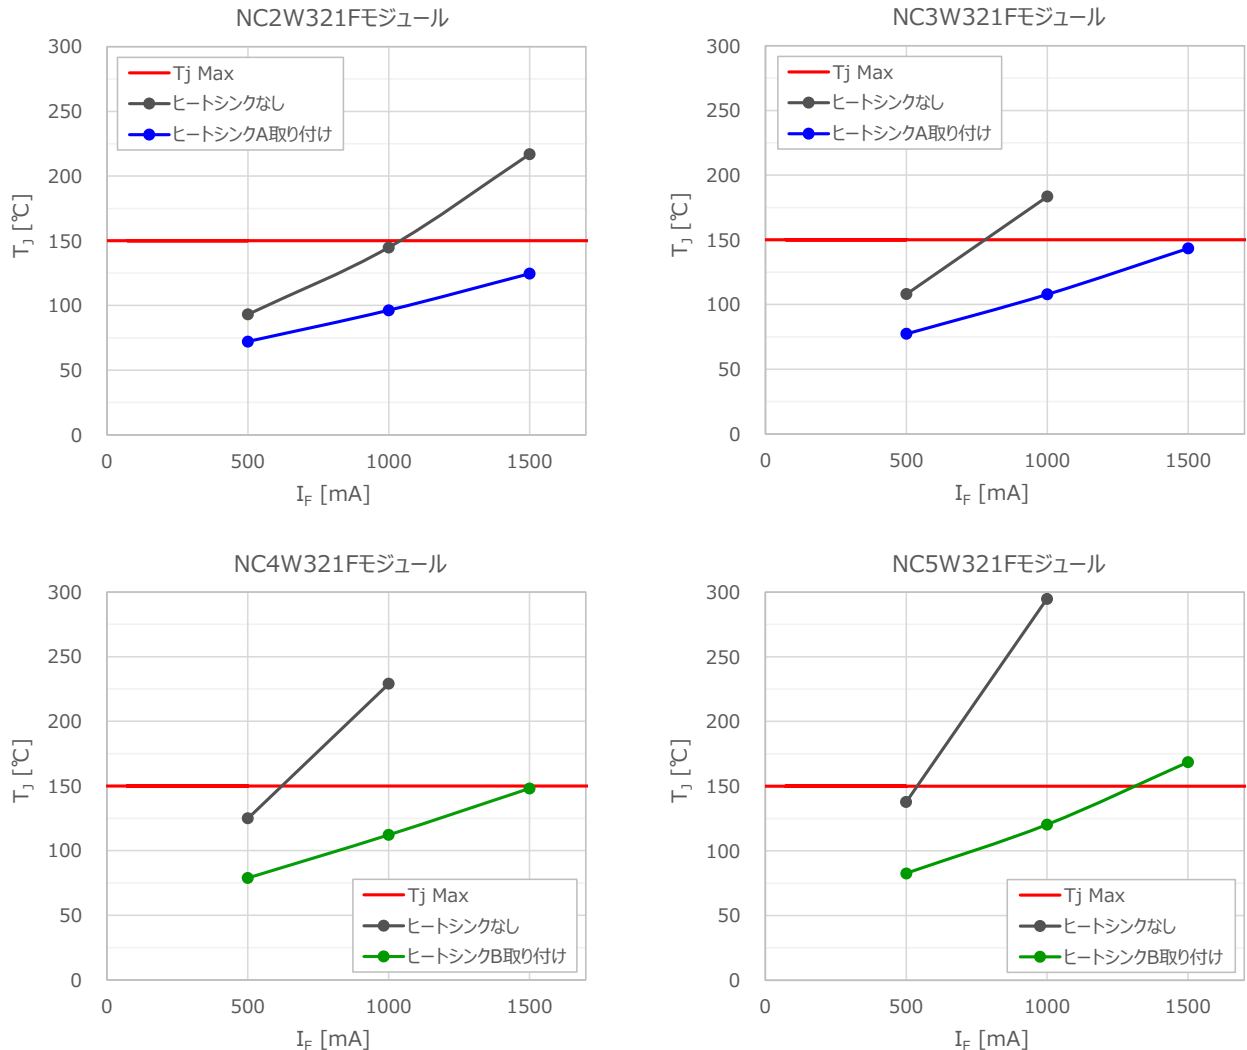 NC2W321Fモジュール
300
250
200
150
100
50
0
Tj Max
ヒートシンクなし
ヒートシンクA取り付け
TJ [℃]
0 500 1000 1500
IF [mA]
NC3W321Fモジュール
300
250
200
150
100
50
0
Tj Max
ヒートシンクなし
ヒートシンクA取り付け
TJ [℃]
0 500 1000 1500
IF [mA]
NC4W321Fモジュール
300
250
200
150
100
50
0
TJ [℃]
Tj Max
ヒートシンクなし
ヒートシンクB取り付け
0 500 1000 1500
IF [mA]
NC5W321Fモジュール
300
250
200
150
100
50
0
TJ [℃]
Tj Max
ヒートシンクなし
ヒートシンクB取り付け
0 500 1000 1500
IF [mA]